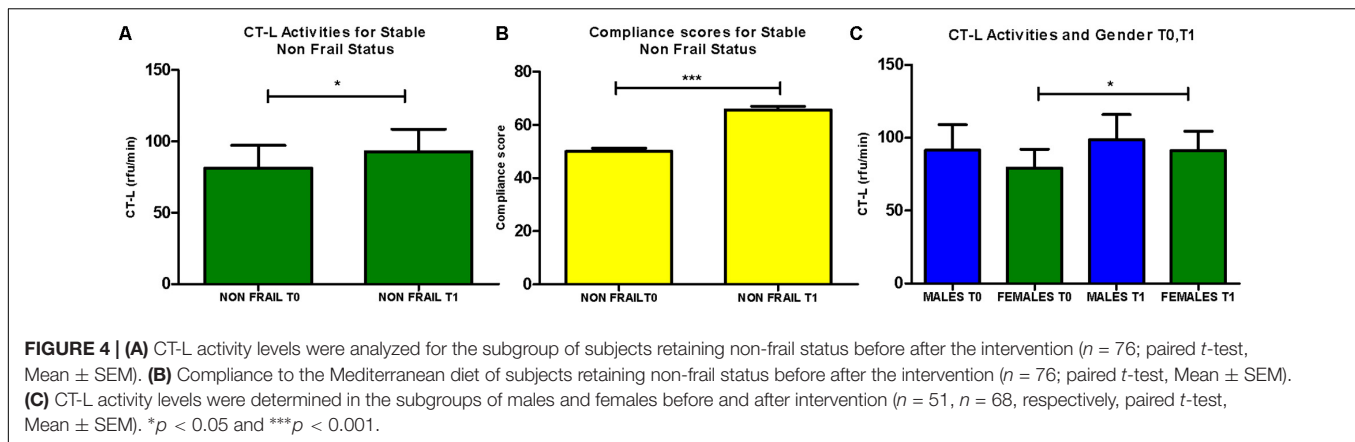 A
CT-L Activities for Stable
Non Frail Status
CT-L (rfu/min)
150
100
50
0
*
NON FRAIL T0
NON FRAIL T1
B
Compliance scores for Stable
Non Frail Status
Compliance score
80
60
40
20
0
***
NON FRAILT0
NON FRAIL T1
C
CT-L Activities and Gender T0,T1
CT-L (rfu/min)
150
100
50
0
*
MALES T0
FEMALES T0
MALES T1
FEMALES T1
FIGURE 4 | (A) CT-L activity levels were analyzed for the subgroup of subjects retaining non-frail status before after the intervention (n = 76; paired t-test,
Mean ± SEM). (B) Compliance to the Mediterranean diet of subjects retaining non-frail status before after the intervention (n = 76; paired t-test, Mean ± SEM).
(C) CT-L activity levels were determined in the subgroups of males and females before and after intervention (n = 51, n = 68, respectively, paired t-test,
Mean ± SEM). *p < 0.05 and ***p < 0.001.